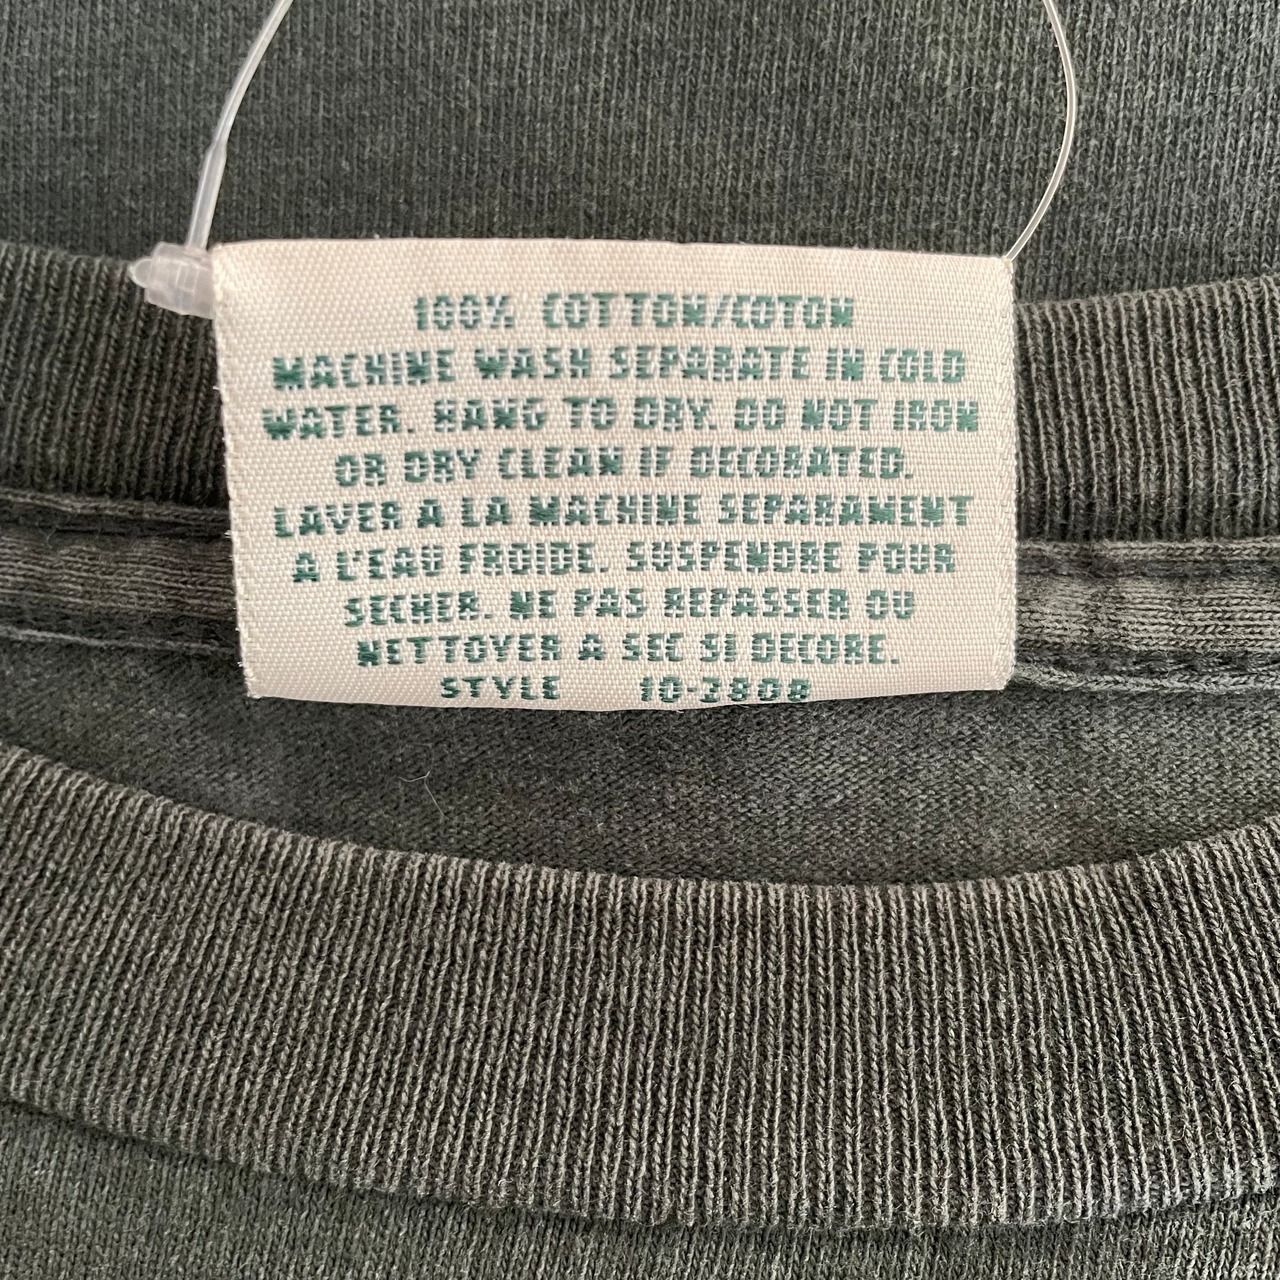 100% COTTON/COTON
MACHINE WASH SEPARATE IN COLD
WATER. HANG TO DRY. DO NOT IRON
OR DRY CLEAN IF DECORATED.
LAVER A LA MACHINE SEPARAMENT
A L'EAU FROIDE. SUSPENDRE POUR
SECHER. NE PAS REPASSER OU
NETTOYER A SEC SI DECORE.
STYLE 10-2808